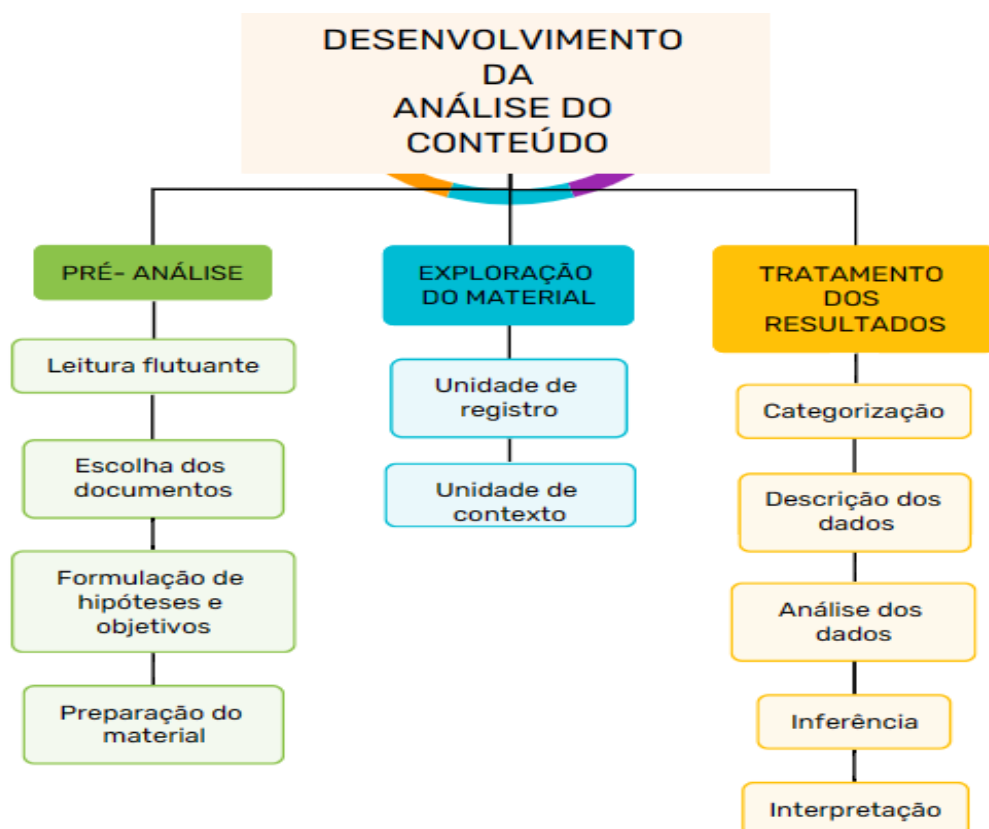 DESENVOLVIMENTO
DA
ANÁLISE DO
CONTEÚDO
PRÉ- ANÁLISE
Leitura flutuante
Escolha dos
documentos
Formulação de
hipóteses e
objetivos
Preparação do
material
EXPLORAÇÃO
DO MATERIAL
Unidade de
registro
Unidade de
contexto
TRATAMENTO
DOS
RESULTADOS
Categorização
Descrição dos
dados
Análise dos
dados
Inferência
Interpretação